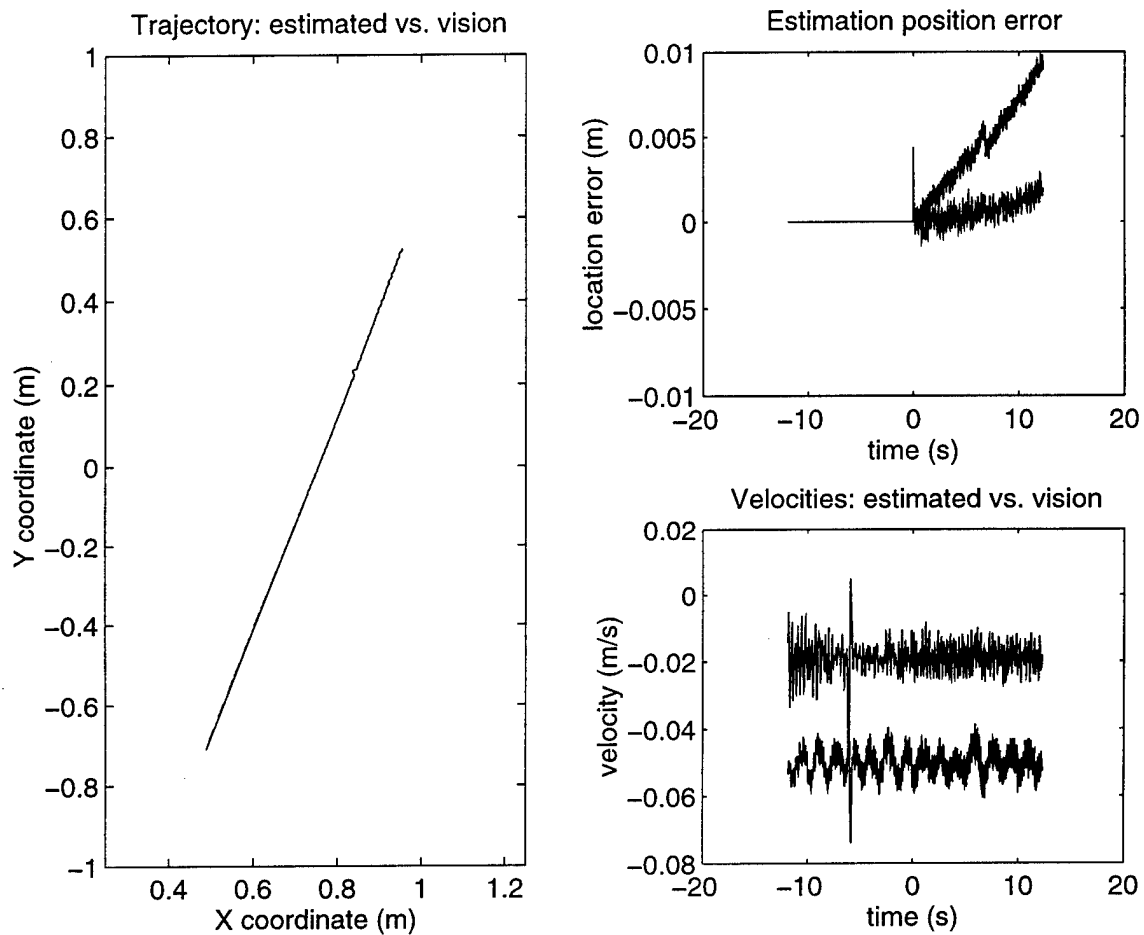 Trajectory: estimated vs. vision
1
0.8
0.6
0.4
0.2
0
−0.2
−0.4
−0.6
−0.8
−1
Y coordinate (m)
0.4 0.6 0.8 1 1.2
X coordinate (m)
Estimation position error
0.01
0.005
0
−0.005
−0.01
location error (m)
−20 −10 0 10 20
time (s)
Velocities: estimated vs. vision
0.02
0
−0.02
−0.04
−0.06
−0.08
velocity (m/s)
−20 −10 0 10 20
time (s)